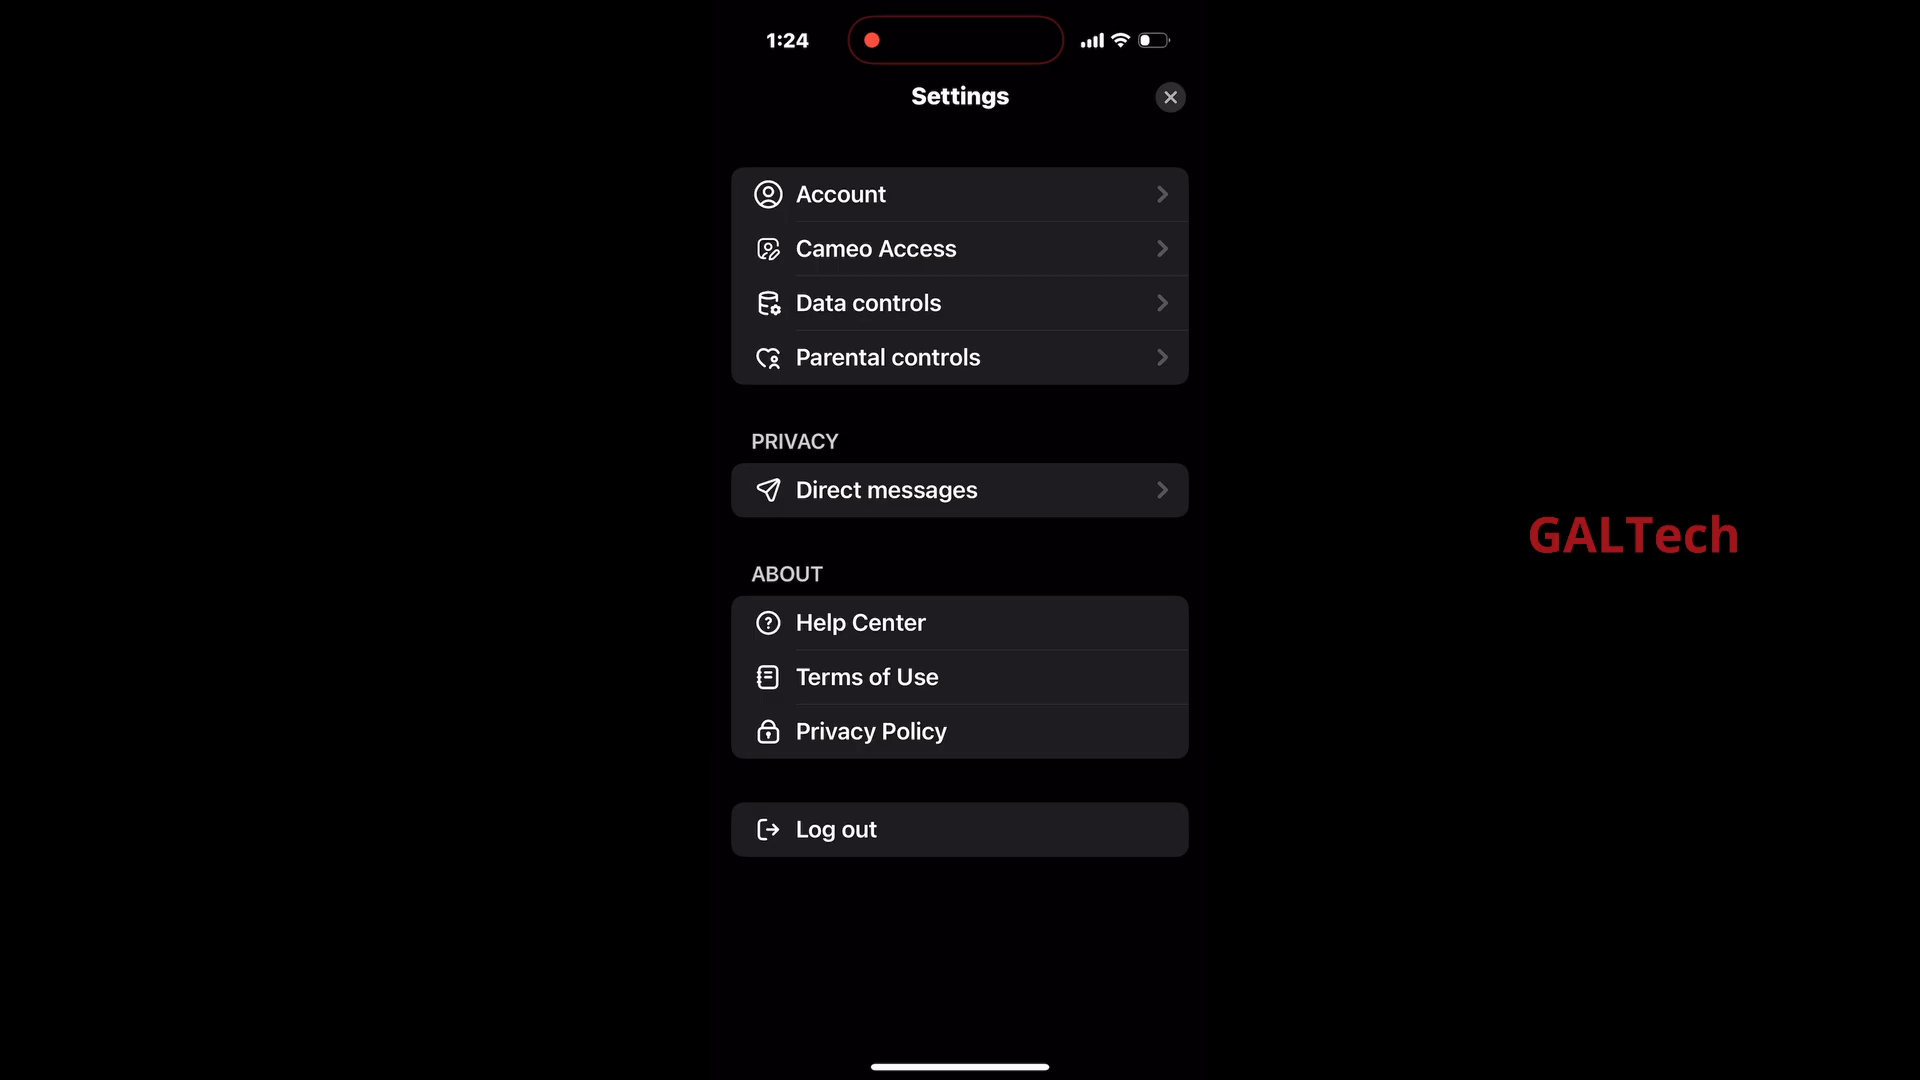 1:24
Settings
Account
Cameo Access
Data controls
Parental controls
PRIVACY
Direct messages
GALTech
ABOUT
Help Center
Terms of Use
Privacy Policy
Log out